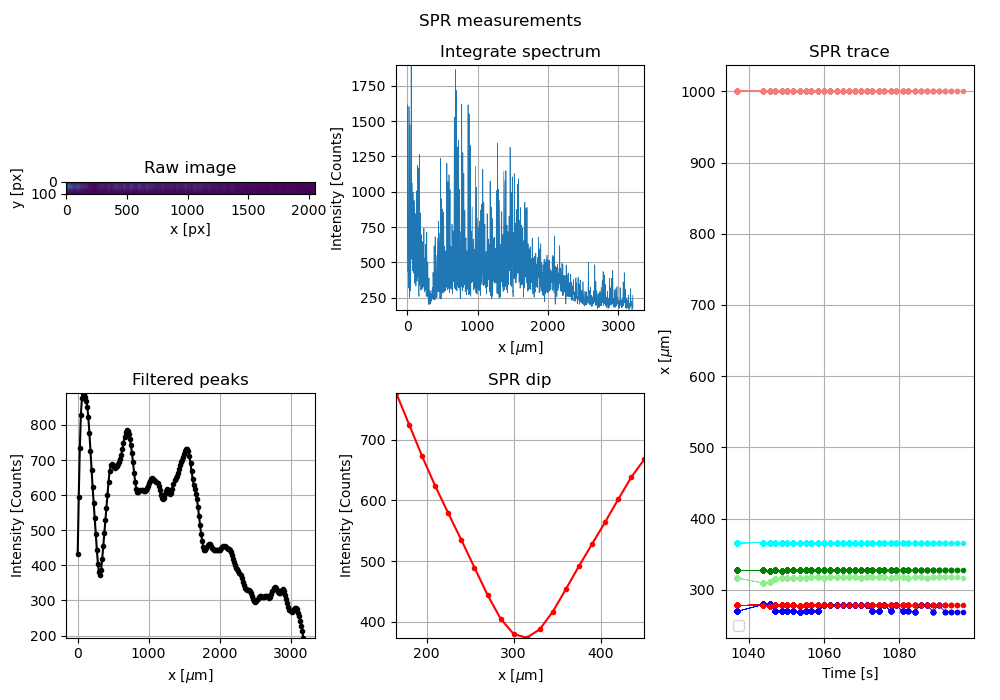 SPR measurements
Raw image
y [px]
0
100
0 500 1000 1500 2000
x [px]
Integrate spectrum
Intensity [Counts]
1750
1500
1250
1000
750
500
250
0 1000 2000 3000
x [μm]
SPR trace
x [μm]
1000
900
800
700
600
500
400
300
1040 1060 1080
Time [s]
Filtered peaks
Intensity [Counts]
800
700
600
500
400
300
200
0 1000 2000 3000
x [μm]
SPR dip
Intensity [Counts]
700
600
500
400
200 300 400
x [μm]